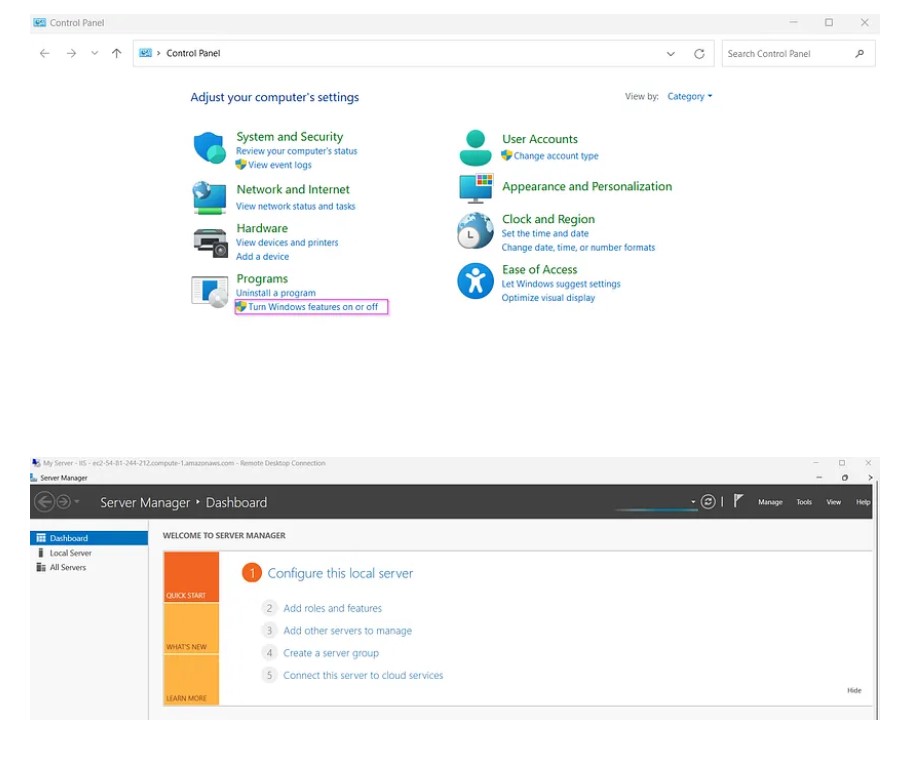 Control Panel
Control Panel
Search Control Panel
Adjust your computer's settings
View by: Category
System and Security
Review your computer's status
View event logs
Network and Internet
View network status and tasks
Hardware
View devices and printers
Add a device
Programs
Uninstall a program
Turn Windows features on or off
User Accounts
Change account type
Appearance and Personalization
Clock and Region
Set the time and date
Change date, time, or number formats
Ease of Access
Let Windows suggest settings
Optimize visual display
My Server - IIS - ec2-54-81-244-212.compute-1.amazonaws.com - Remote Desktop Connection
Server Manager
Server Manager • Dashboard
Manage Tools View Help
Dashboard
Local Server
All Servers
WELCOME TO SERVER MANAGER
QUICK START
WHAT'S NEW
LEARN MORE
1 Configure this local server
2 Add roles and features
3 Add other servers to manage
4 Create a server group
5 Connect this server to cloud services
Hide